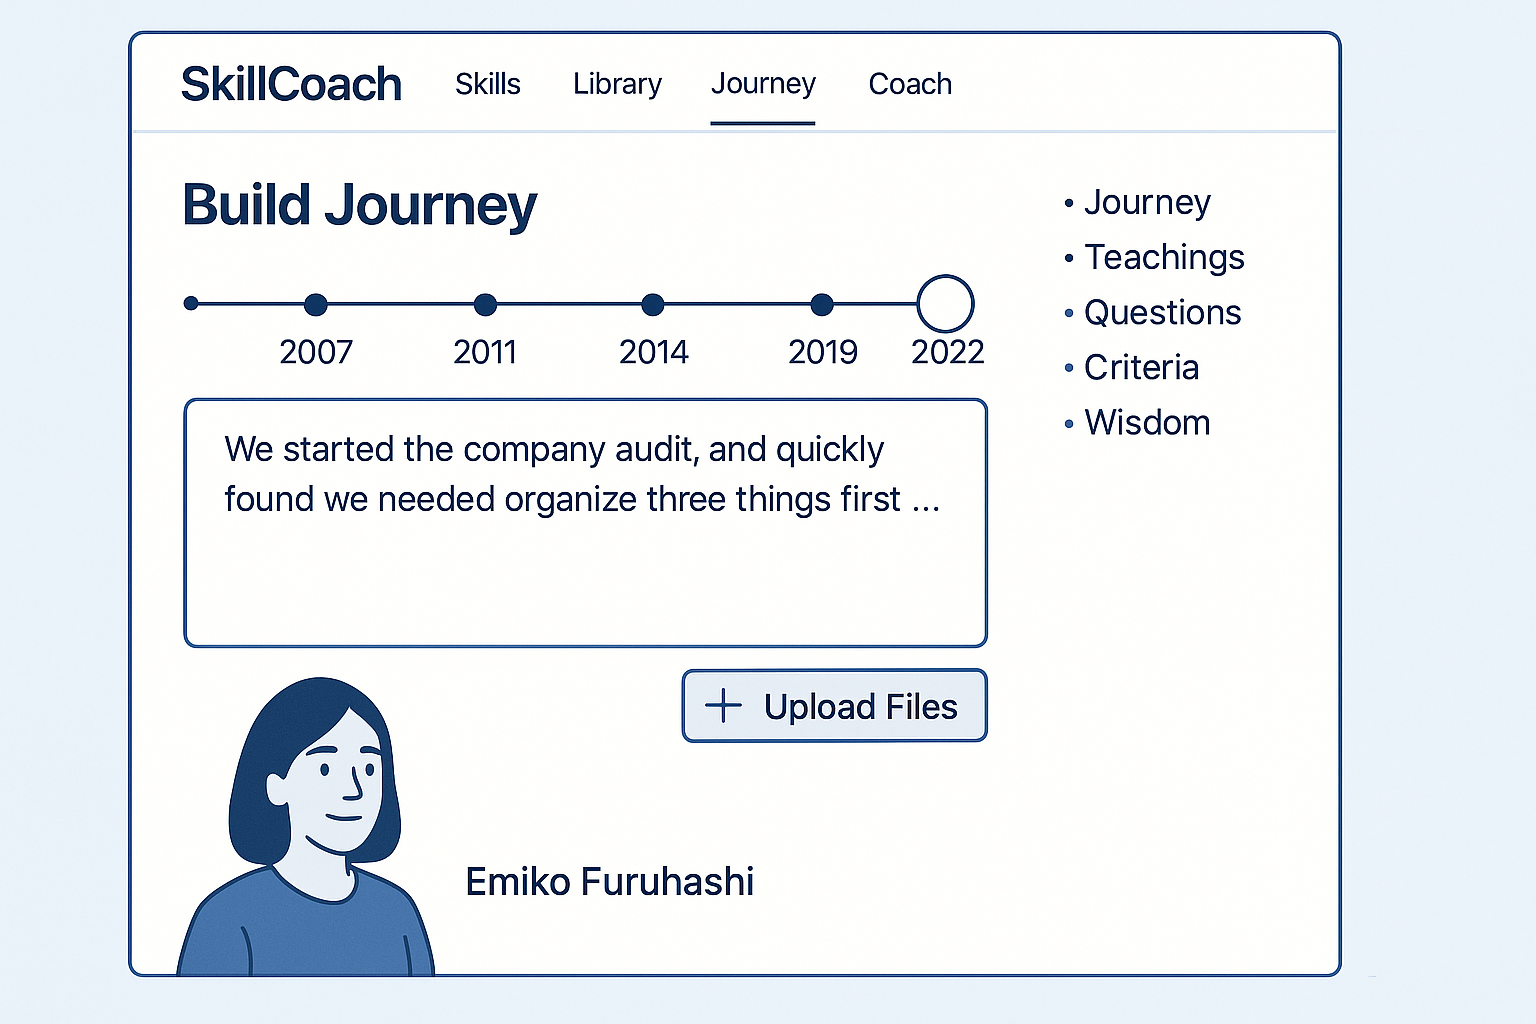 SkillCoach Skills Library Journey Coach
Build Journey
2007 2011 2014 2019 2022
We started the company audit, and quickly
found we needed organize three things first ...
+ Upload Files
Emiko Furuhashi
• Journey
• Teachings
• Questions
• Criteria
• Wisdom